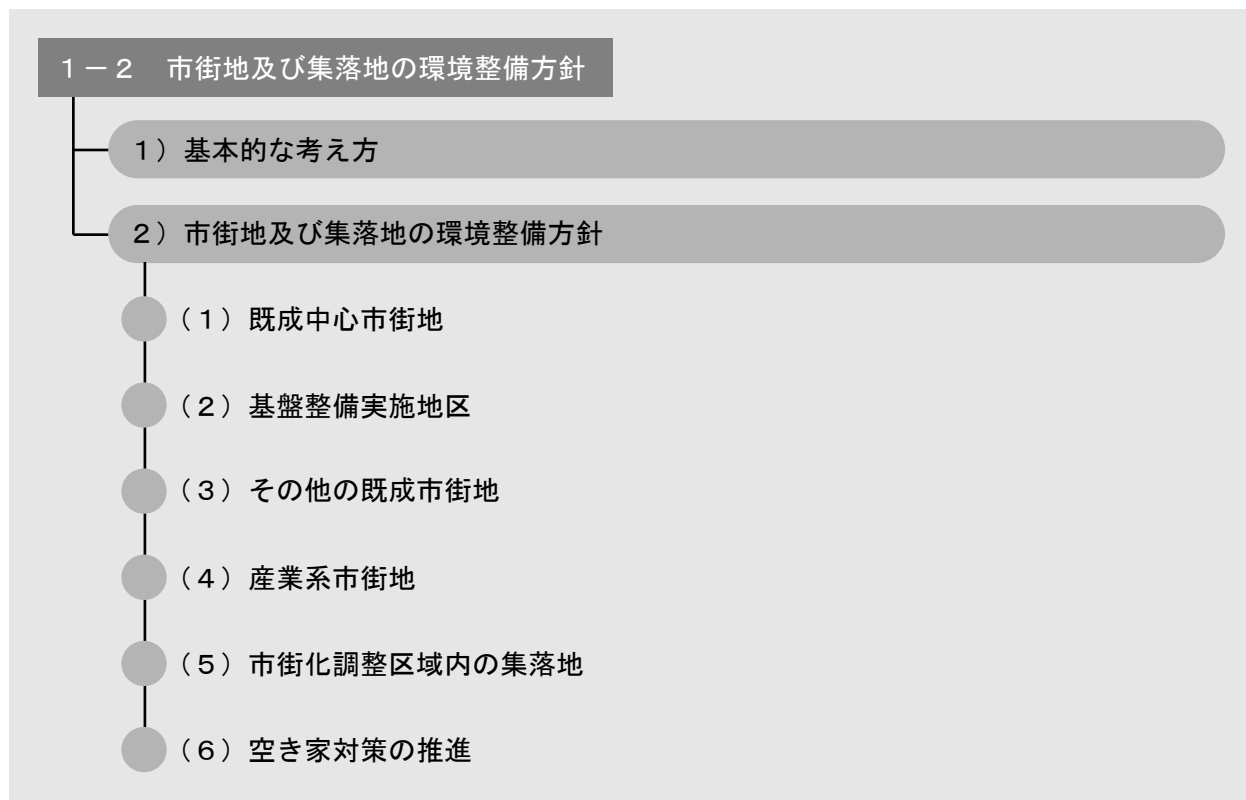 １－２　市街地及び集落地の環境整備方針
１）基本的な考え方
２）市街地及び集落地の環境整備方針
（１）既成中心市街地
（２）基盤整備実施地区
（３）その他の既成市街地
（４）産業系市街地
（５）市街化調整区域内の集落地
（６）空き家対策の推進